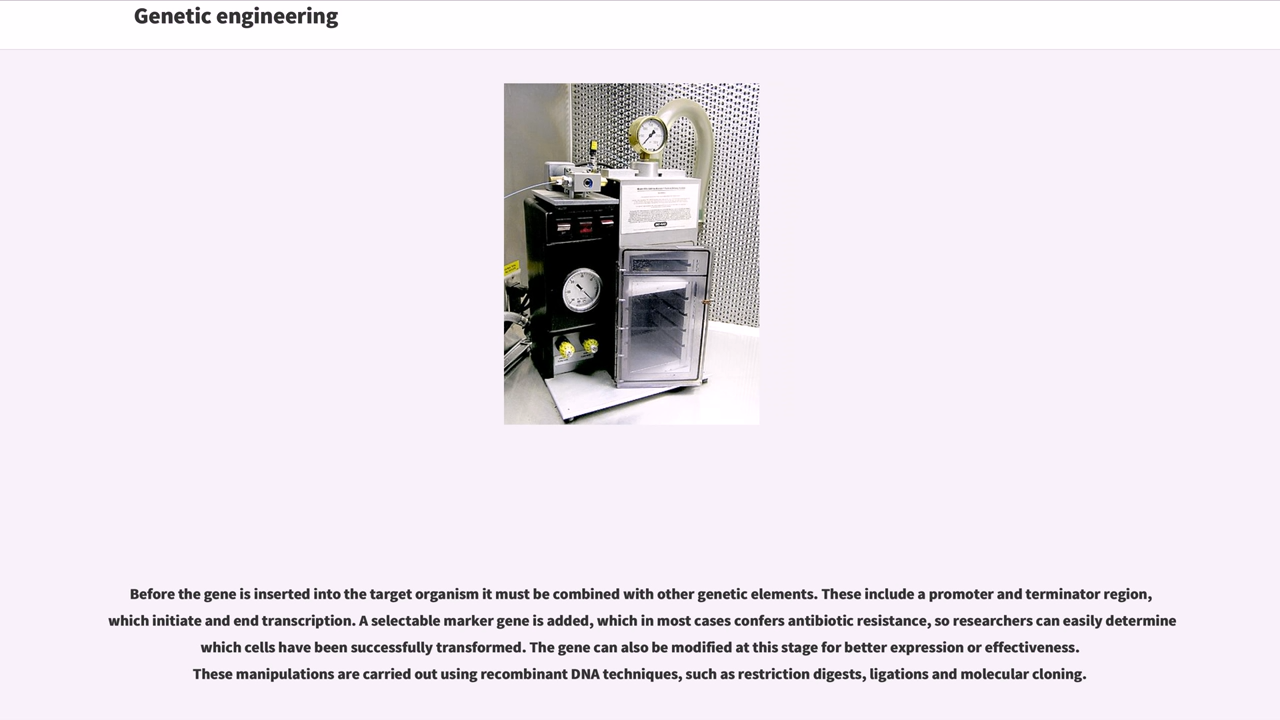 Genetic engineering
BIO-RAD
Before the gene is inserted into the target organism it must be combined with other genetic elements. These include a promoter and terminator region,
which initiate and end transcription. A selectable marker gene is added, which in most cases confers antibiotic resistance, so researchers can easily determine
which cells have been successfully transformed. The gene can also be modified at this stage for better expression or effectiveness.
These manipulations are carried out using recombinant DNA techniques, such as restriction digests, ligations and molecular cloning.